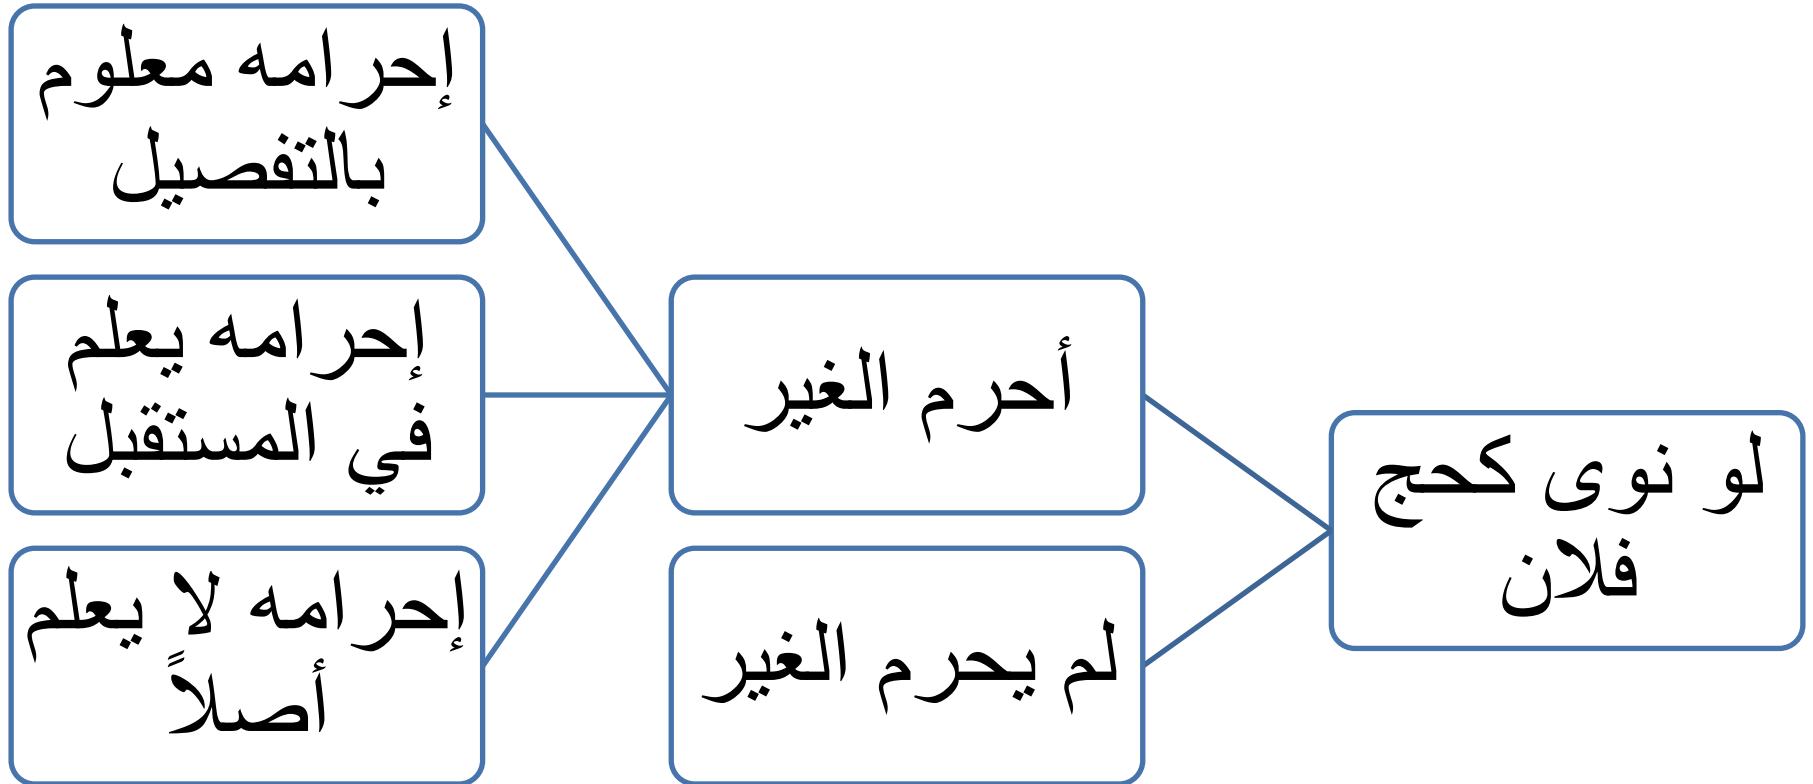 لو نوى كحج
فلان
أحرم الغير
لم يحرم الغير
إحرامه معلوم
بالتفصيل
إحرامه يعلم
في المستقبل
إحرامه لا يعلم
أصلاً